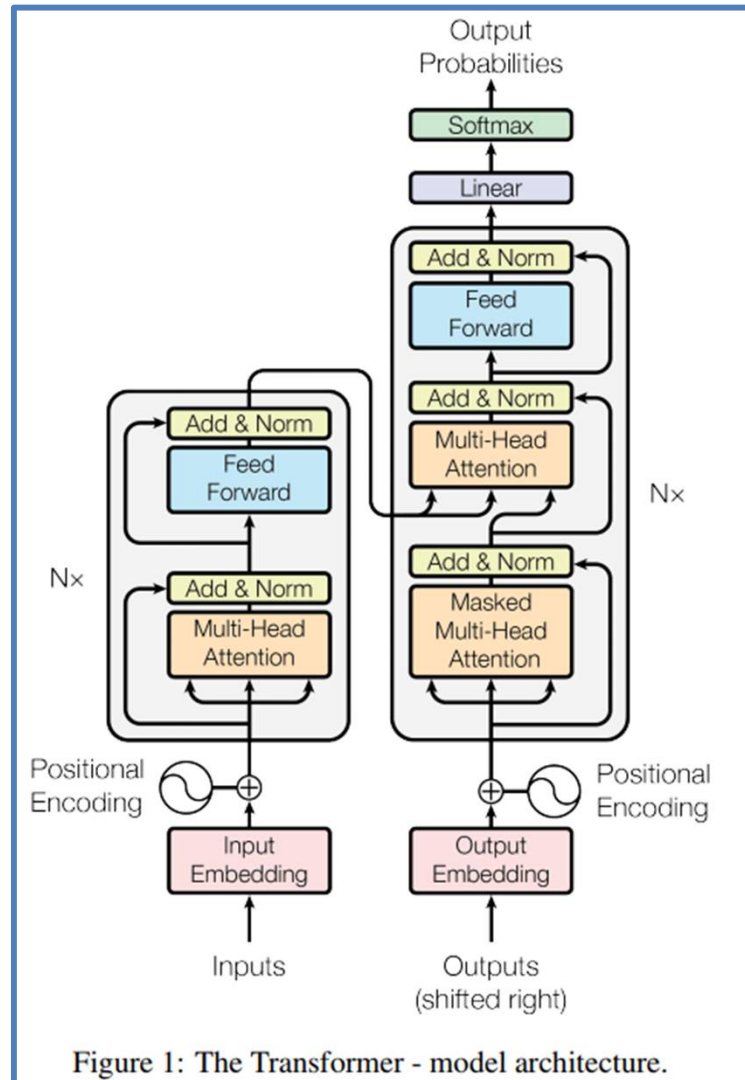 Output
Probabilities
Softmax
Linear
Add & Norm
Feed
Forward
Add & Norm
Multi-Head
Attention
Add & Norm
Masked
Multi-Head
Attention
Nx
Add & Norm
Feed
Forward
Add & Norm
Multi-Head
Attention
Nx
Positional
Encoding
Input
Embedding
Inputs
Positional
Encoding
Output
Embedding
Outputs
(shifted right)
Figure 1: The Transformer - model architecture.